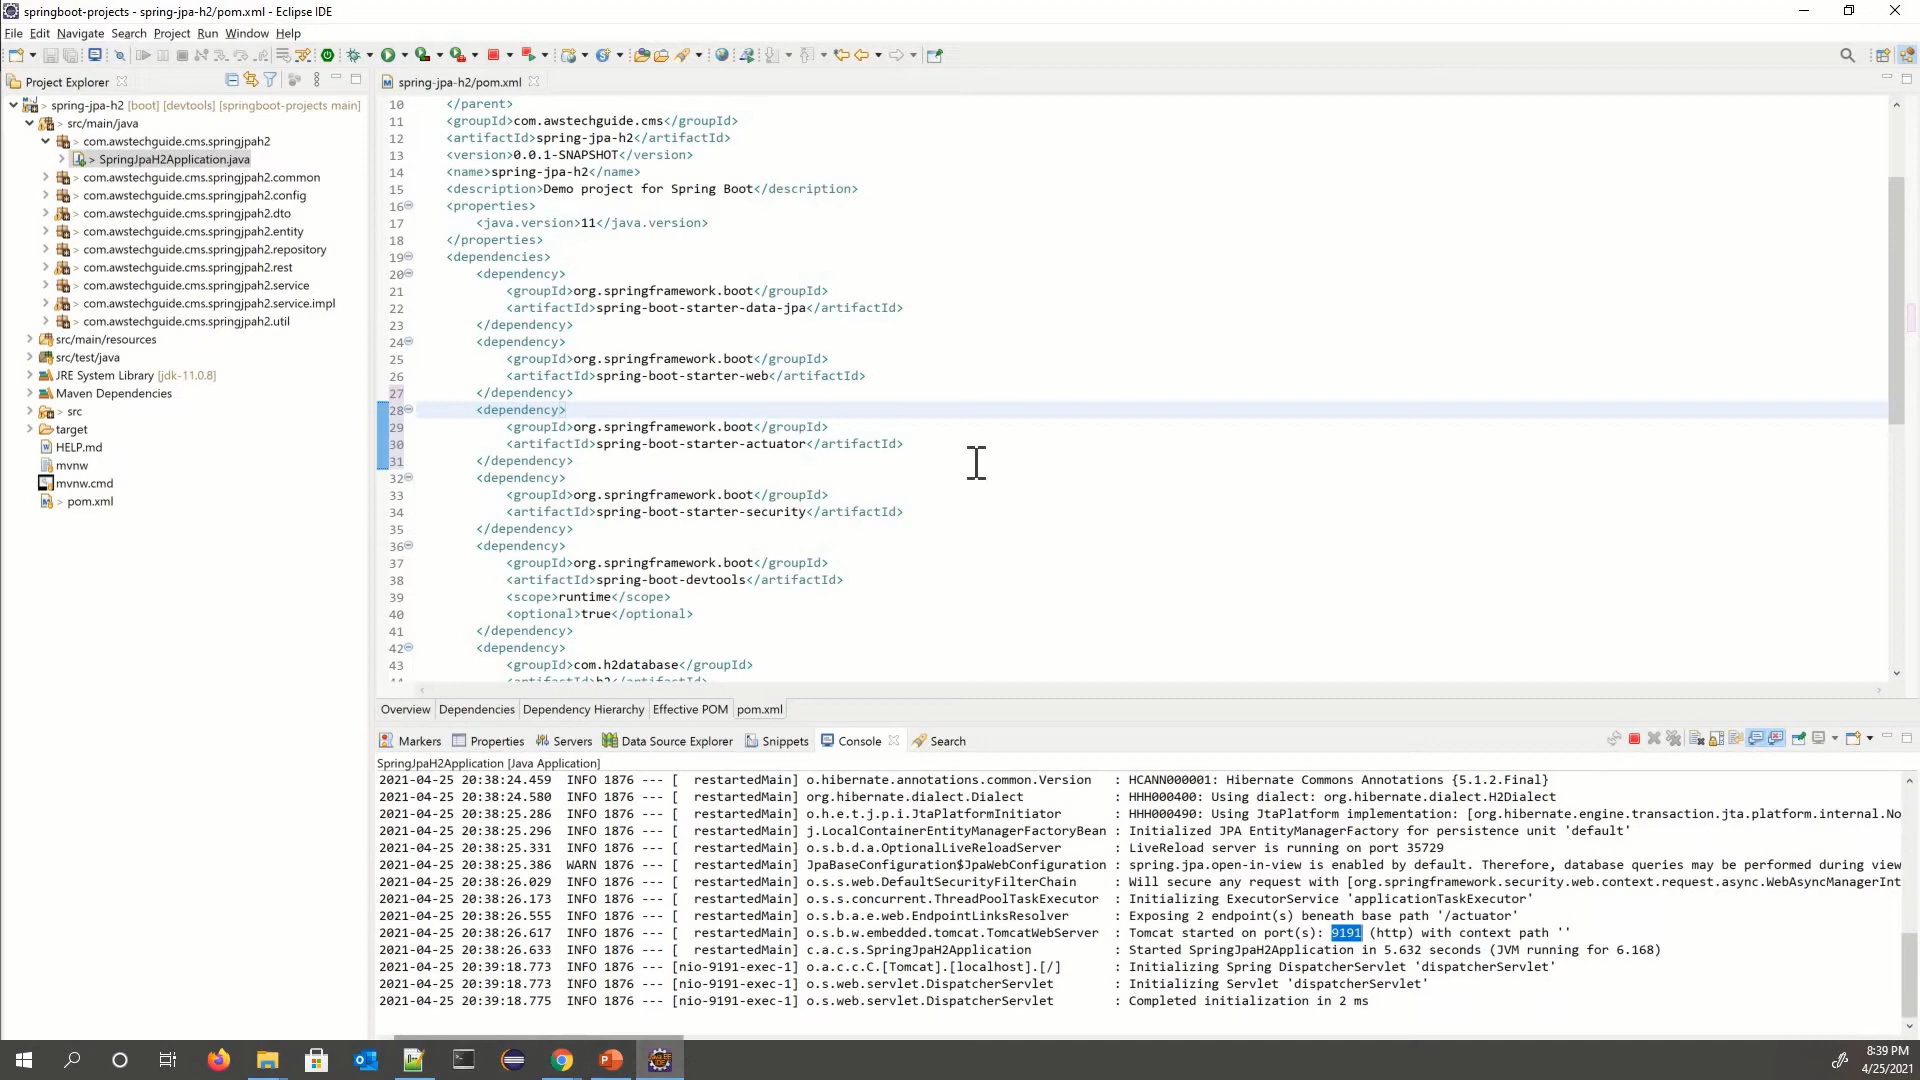 springboot-projects - spring-jpa-h2/pom.xml - Eclipse IDE
File Edit Navigate Search Project Run Window Help
Project Explorer
spring-jpa-h2/pom.xml
> spring-jpa-h2 [boot] [devtools] [springboot-projects main]
> src/main/java
> com.awstechguide.cms.springjpah2
> SpringJpaH2Application.java
> com.awstechguide.cms.springjpah2.common
> com.awstechguide.cms.springjpah2.config
> com.awstechguide.cms.springjpah2.dto
> com.awstechguide.cms.springjpah2.entity
> com.awstechguide.cms.springjpah2.repository
> com.awstechguide.cms.springjpah2.rest
> com.awstechguide.cms.springjpah2.service
> com.awstechguide.cms.springjpah2.service.impl
> com.awstechguide.cms.springjpah2.util
src/main/resources
src/test/java
JRE System Library [jdk-11.0.8]
Maven Dependencies
> src
target
HELP.md
mvnw
mvnw.cmd
> pom.xml
10 </parent>
11 <groupId>com.awstechguide.cms</groupId>
12 <artifactId>spring-jpa-h2</artifactId>
13 <version>0.0.1-SNAPSHOT</version>
14 <name>spring-jpa-h2</name>
15 <description>Demo project for Spring Boot</description>
16 <properties>
17 <java.version>11</java.version>
18 </properties>
19 <dependencies>
20 <dependency>
21 <groupId>org.springframework.boot</groupId>
22 <artifactId>spring-boot-starter-data-jpa</artifactId>
23 </dependency>
24 <dependency>
25 <groupId>org.springframework.boot</groupId>
26 <artifactId>spring-boot-starter-web</artifactId>
27 </dependency>
28 <dependency>
29 <groupId>org.springframework.boot</groupId>
30 <artifactId>spring-boot-starter-actuator</artifactId>
31 </dependency>
32 <dependency>
33 <groupId>org.springframework.boot</groupId>
34 <artifactId>spring-boot-starter-security</artifactId>
35 </dependency>
36 <dependency>
37 <groupId>org.springframework.boot</groupId>
38 <artifactId>spring-boot-devtools</artifactId>
39 <scope>runtime</scope>
40 <optional>true</optional>
41 </dependency>
42 <dependency>
43 <groupId>com.h2database</groupId>
44 <artifactId>h2</artifactId>
Overview Dependencies Dependency Hierarchy Effective POM pom.xml
Markers Properties Servers Data Source Explorer Snippets Console Search
SpringJpaH2Application [Java Application]
2021-04-25 20:38:24.459 INFO 1876 --- [ restartedMain] o.hibernate.annotations.common.Version : HCANN000001: Hibernate Commons Annotations {5.1.2.Final}
2021-04-25 20:38:24.580 INFO 1876 --- [ restartedMain] org.hibernate.dialect.Dialect : HHH000400: Using dialect: org.hibernate.dialect.H2Dialect
2021-04-25 20:38:25.286 INFO 1876 --- [ restartedMain] o.h.e.t.j.p.i.JtaPlatformInitiator : HHH000490: Using JtaPlatform implementation: [org.hibernate.engine.transaction.jta.platform.internal.No
2021-04-25 20:38:25.296 INFO 1876 --- [ restartedMain] j.LocalContainerEntityManagerFactoryBean : Initialized JPA EntityManagerFactory for persistence unit 'default'
2021-04-25 20:38:25.331 INFO 1876 --- [ restartedMain] o.s.b.d.a.OptionalLiveReloadServer : LiveReload server is running on port 35729
2021-04-25 20:38:25.386 WARN 1876 --- [ restartedMain] JpaBaseConfiguration$JpaWebConfiguration : spring.jpa.open-in-view is enabled by default. Therefore, database queries may be performed during view
2021-04-25 20:38:26.029 INFO 1876 --- [ restartedMain] o.s.s.web.DefaultSecurityFilterChain : Will secure any request with [org.springframework.security.web.context.request.async.WebAsyncManagerInt
2021-04-25 20:38:26.173 INFO 1876 --- [ restartedMain] o.s.s.concurrent.ThreadPoolTaskExecutor : Initializing ExecutorService 'applicationTaskExecutor'
2021-04-25 20:38:26.555 INFO 1876 --- [ restartedMain] o.s.b.a.e.web.EndpointLinksResolver : Exposing 2 endpoint(s) beneath base path '/actuator'
2021-04-25 20:38:26.617 INFO 1876 --- [ restartedMain] o.s.b.w.embedded.tomcat.TomcatWebServer : Tomcat started on port(s): 9191 (http) with context path ''
2021-04-25 20:38:26.633 INFO 1876 --- [ restartedMain] c.a.c.s.SpringJpaH2Application : Started SpringJpaH2Application in 5.632 seconds (JVM running for 6.168)
2021-04-25 20:39:18.773 INFO 1876 --- [nio-9191-exec-1] o.a.c.c.C.[Tomcat].[localhost].[/] : Initializing Spring DispatcherServlet 'dispatcherServlet'
2021-04-25 20:39:18.773 INFO 1876 --- [nio-9191-exec-1] o.s.web.servlet.DispatcherServlet : Initializing Servlet 'dispatcherServlet'
2021-04-25 20:39:18.775 INFO 1876 --- [nio-9191-exec-1] o.s.web.servlet.DispatcherServlet : Completed initialization in 2 ms
8:39 PM
4/25/2021